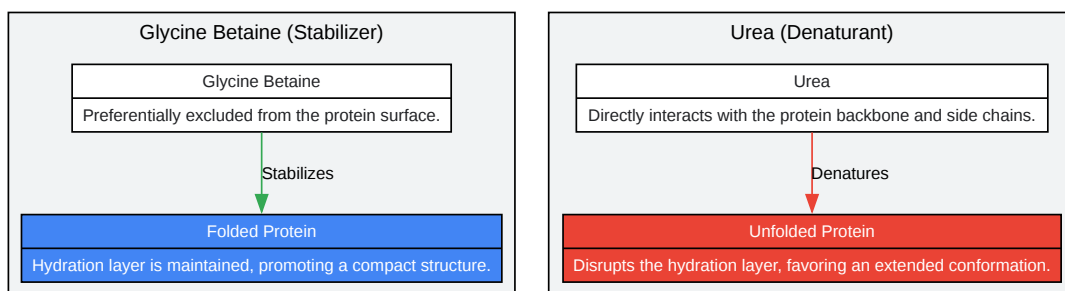 Glycine Betaine (Stabilizer)
Glycine Betaine
Preferentially excluded from the protein surface.
Stabilizes
Folded Protein
Hydration layer is maintained, promoting a compact structure.
Urea (Denaturant)
Urea
Directly interacts with the protein backbone and side chains.
Denatures
Unfolded Protein
Disrupts the hydration layer, favoring an extended conformation.